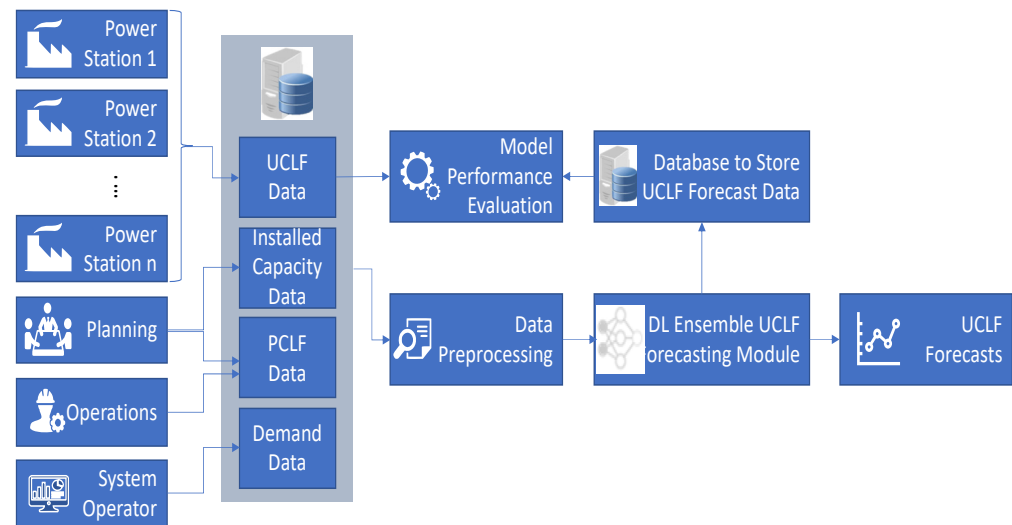 Power
Station 1
Power
Station 2
...
Power
Station n
Planning
Operations
System
Operator
UCLF
Data
Installed
Capacity
Data
PCLF
Data
Demand
Data
Model
Performance
Evaluation
Database to Store
UCLF Forecast Data
Data
Preprocessing
DL Ensemble UCLF
Forecasting Module
UCLF
Forecasts